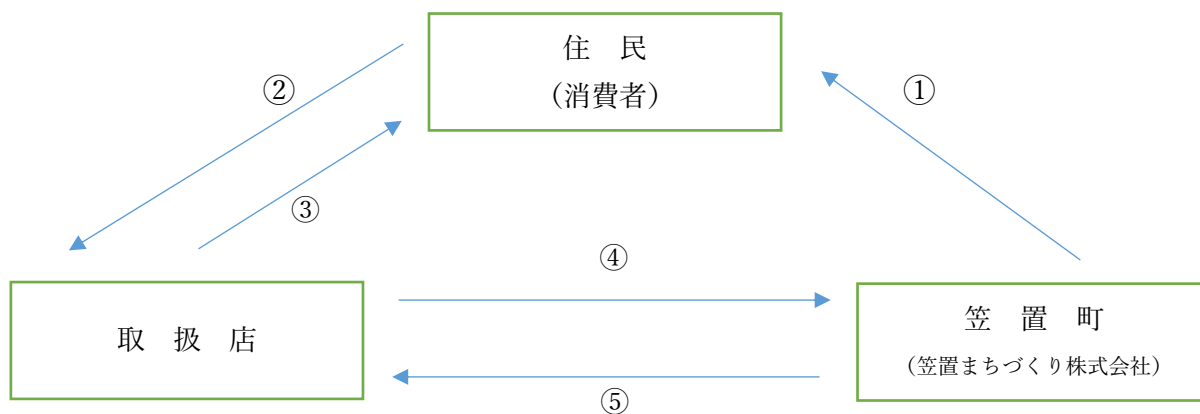 住　民
（消費者）
②
①
③
④
取　扱　店
笠　置　町
（笠置まちづくり株式会社）
⑤